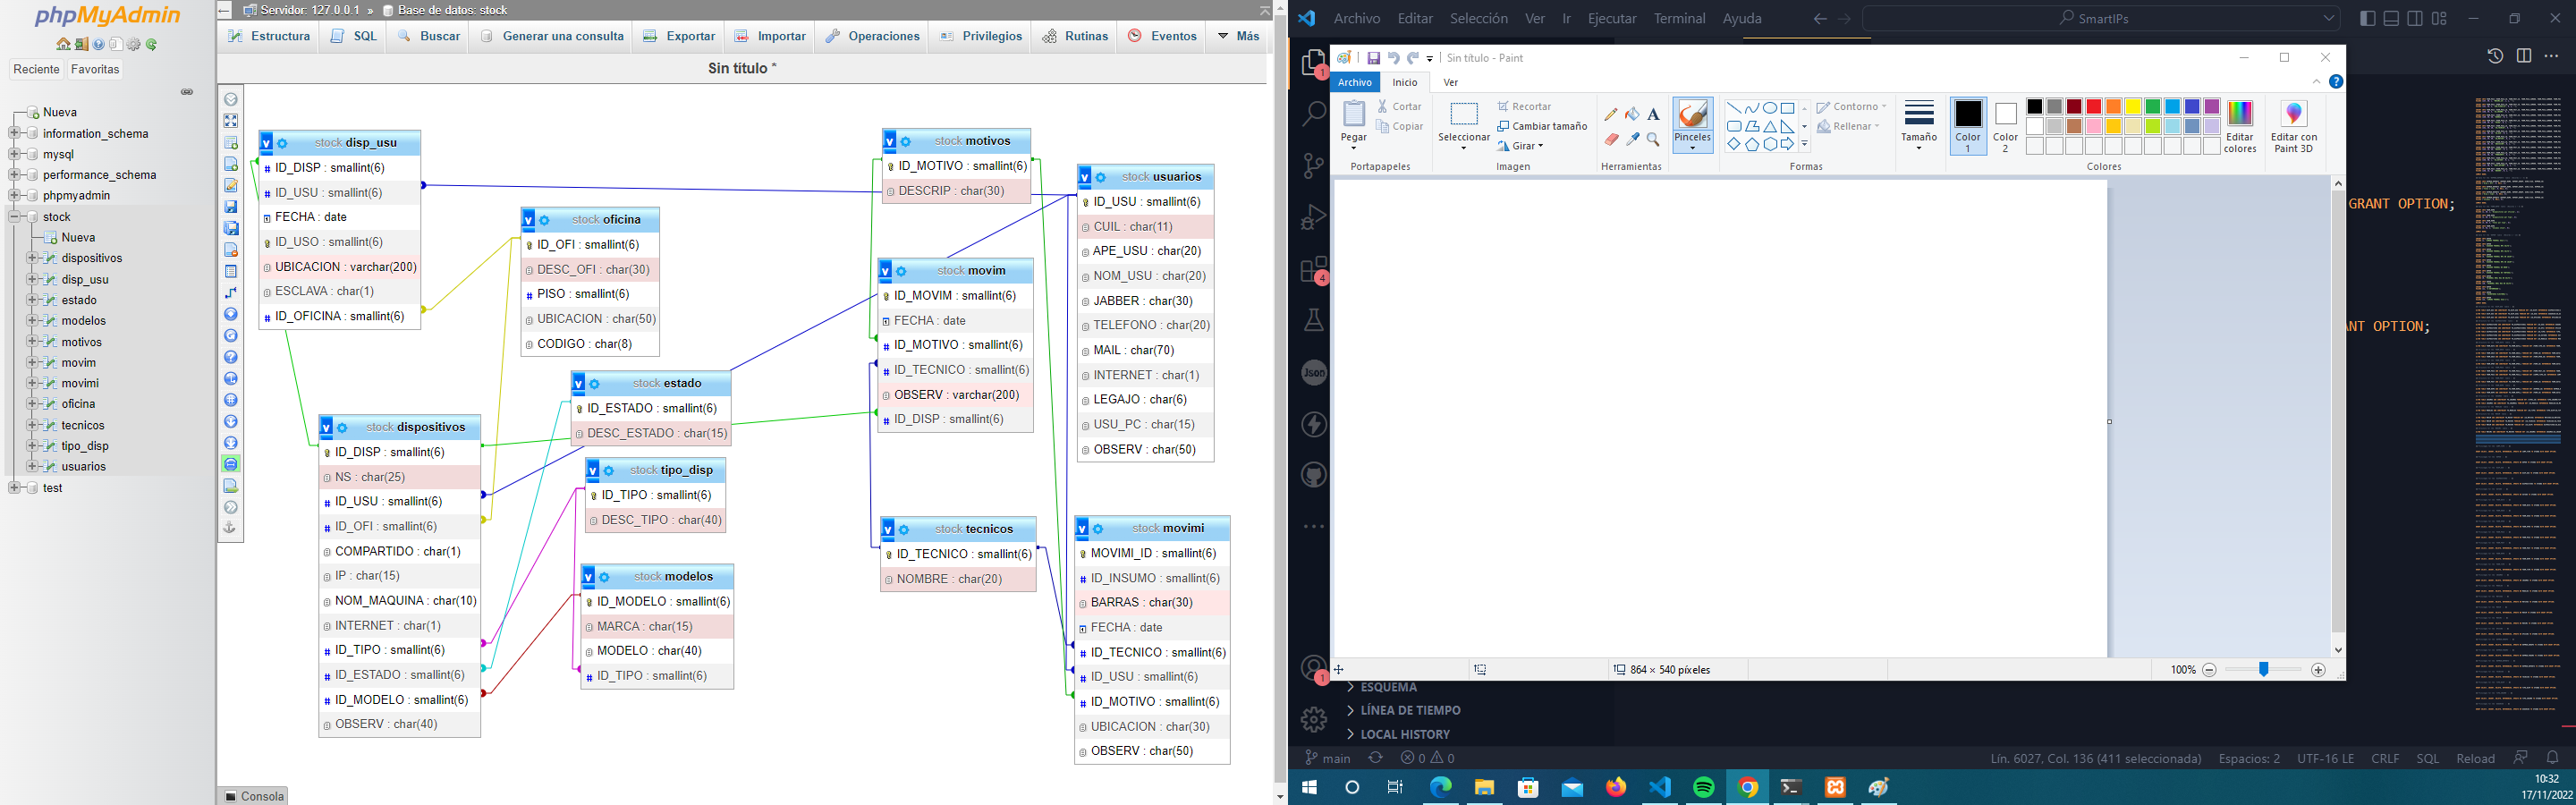 phpMyAdmin
Reciente
Favoritas
Nueva
information_schema
mysql
performance_schema
phpmyadmin
stock
Nueva
dispositivos
disp_usu
estado
modelos
motivos
movim
movimi
oficina
tecnicos
tipo_disp
usuarios
test
Servidor: 127.0.0.1 » Base de datos: stock
Estructura
SQL
Buscar
Generar una consulta
Exportar
Importar
Operaciones
Privilegios
Rutinas
Eventos
Más
Sin título *
v stock disp_usu
ID_DISP : smallint(6)
ID_USU : smallint(6)
FECHA : date
ID_USO : smallint(6)
UBICACION : varchar(200)
ESCLAVA : char(1)
ID_OFICINA : smallint(6)
v stock oficina
ID_OFI : smallint(6)
DESC_OFI : char(30)
PISO : smallint(6)
UBICACION : char(50)
CODIGO : char(8)
v stock estado
ID_ESTADO : smallint(6)
DESC_ESTADO : char(15)
v stock dispositivos
ID_DISP : smallint(6)
NS : char(25)
ID_USU : smallint(6)
ID_OFI : smallint(6)
COMPARTIDO : char(1)
IP : char(15)
NOM_MAQUINA : char(10)
INTERNET : char(1)
ID_TIPO : smallint(6)
ID_ESTADO : smallint(6)
ID_MODELO : smallint(6)
OBSERV : char(40)
v stock tipo_disp
ID_TIPO : smallint(6)
DESC_TIPO : char(40)
v stock modelos
ID_MODELO : smallint(6)
MARCA : char(15)
MODELO : char(40)
ID_TIPO : smallint(6)
v stock motivos
ID_MOTIVO : smallint(6)
DESCRIP : char(30)
v stock movim
ID_MOVIM : smallint(6)
FECHA : date
ID_MOTIVO : smallint(6)
ID_TECNICO : smallint(6)
OBSERV : varchar(200)
ID_DISP : smallint(6)
v stock tecnicos
ID_TECNICO : smallint(6)
NOMBRE : char(20)
v stock usuarios
ID_USU : smallint(6)
CUIL : char(11)
APE_USU : char(20)
NOM_USU : char(20)
JABBER : char(30)
TELEFONO : char(20)
MAIL : char(70)
INTERNET : char(1)
LEGAJO : char(6)
USU_PC : char(15)
OBSERV : char(50)
v stock movimi
MOVIMI_ID : smallint(6)
ID_INSUMO : smallint(6)
BARRAS : char(30)
FECHA : date
ID_TECNICO : smallint(6)
ID_USU : smallint(6)
ID_MOTIVO : smallint(6)
UBICACION : char(30)
OBSERV : char(50)
Consola
Archivo Editar Selección Ver Ir Ejecutar Terminal Ayuda
SmartIPs
Sin título - Paint
Archivo Inicio Ver
Pegar
Cortar
Copiar
Portapapeles
Seleccionar
Recortar
Cambiar tamaño
Girar
Imagen
A
Herramientas
Pinceles
Contorno
Rellenar
Formas
Tamaño
Color 1
Color 2
Editar colores
Colores
Editar con Paint 3D
GRANT OPTION;
ANT OPTION;
1
4
Json
1
864 × 540 píxeles
100%
ESQUEMA
LÍNEA DE TIEMPO
LOCAL HISTORY
main
0
0
Lín. 6027, Col. 136 (411 seleccionada)
Espacios: 2
UTF-16 LE
CRLF
SQL
Reload
10:32
17/11/2022